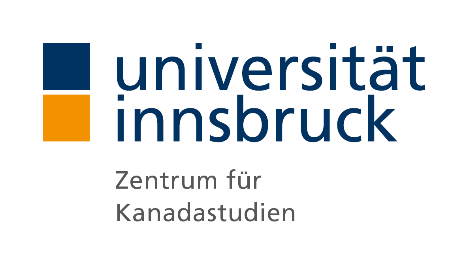 universität
innsbruck
Zentrum für
Kanadastudien